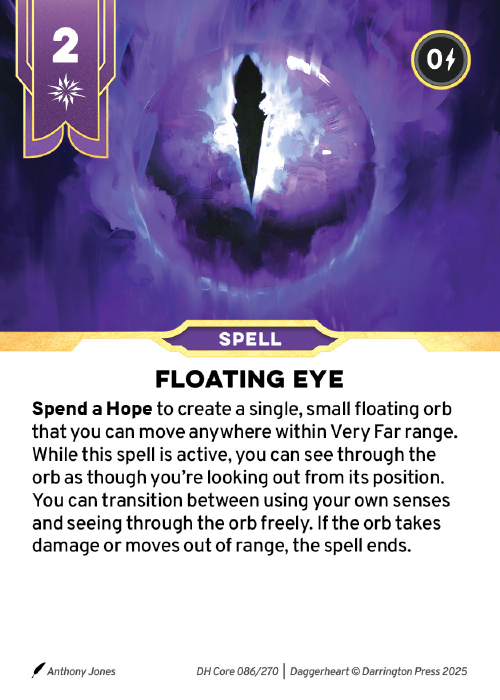 2
0
SPELL
FLOATING EYE
Spend a Hope to create a single, small floating orb
that you can move anywhere within Very Far range.
While this spell is active, you can see through the
orb as though you're looking out from its position.
You can transition between using your own senses
and seeing through the orb freely. If the orb takes
damage or moves out of range, the spell ends.
Anthony Jones DH Core 086/270 | Daggerheart © Darrington Press 2025